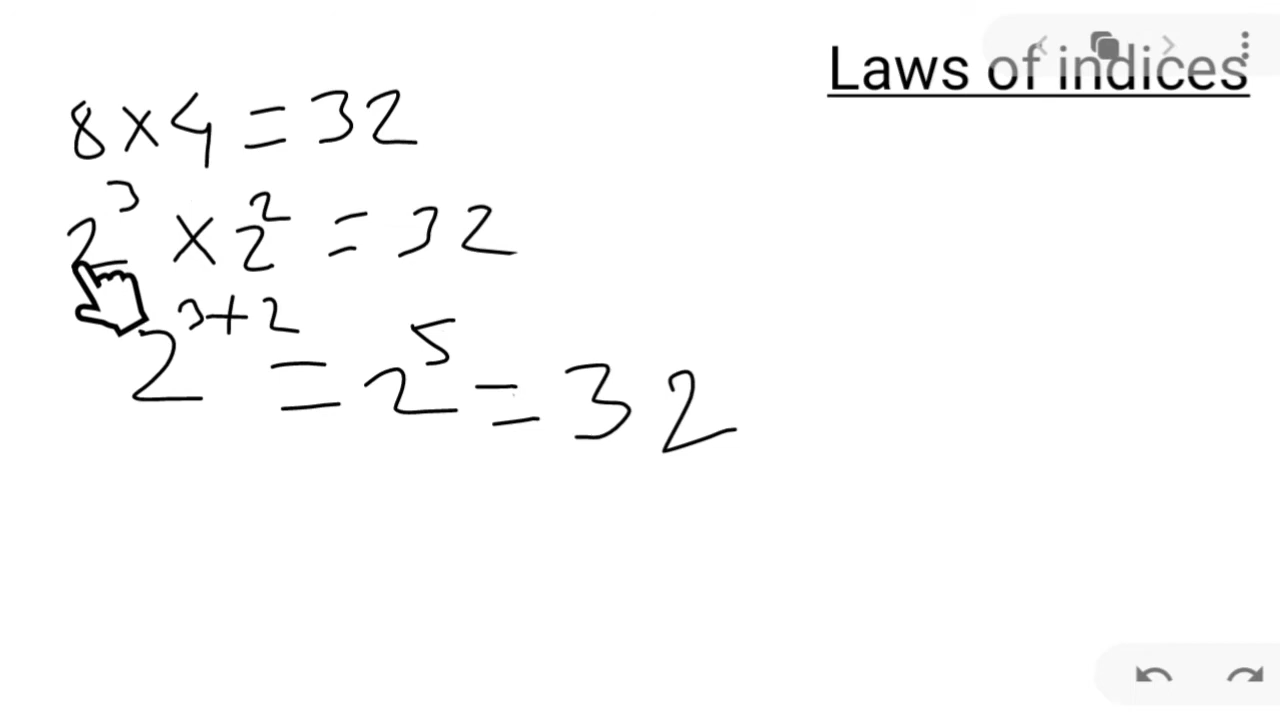 Laws of indices
8 × 4 = 32
2³ × 2² = 32
2³⁺² = 2⁵ = 32